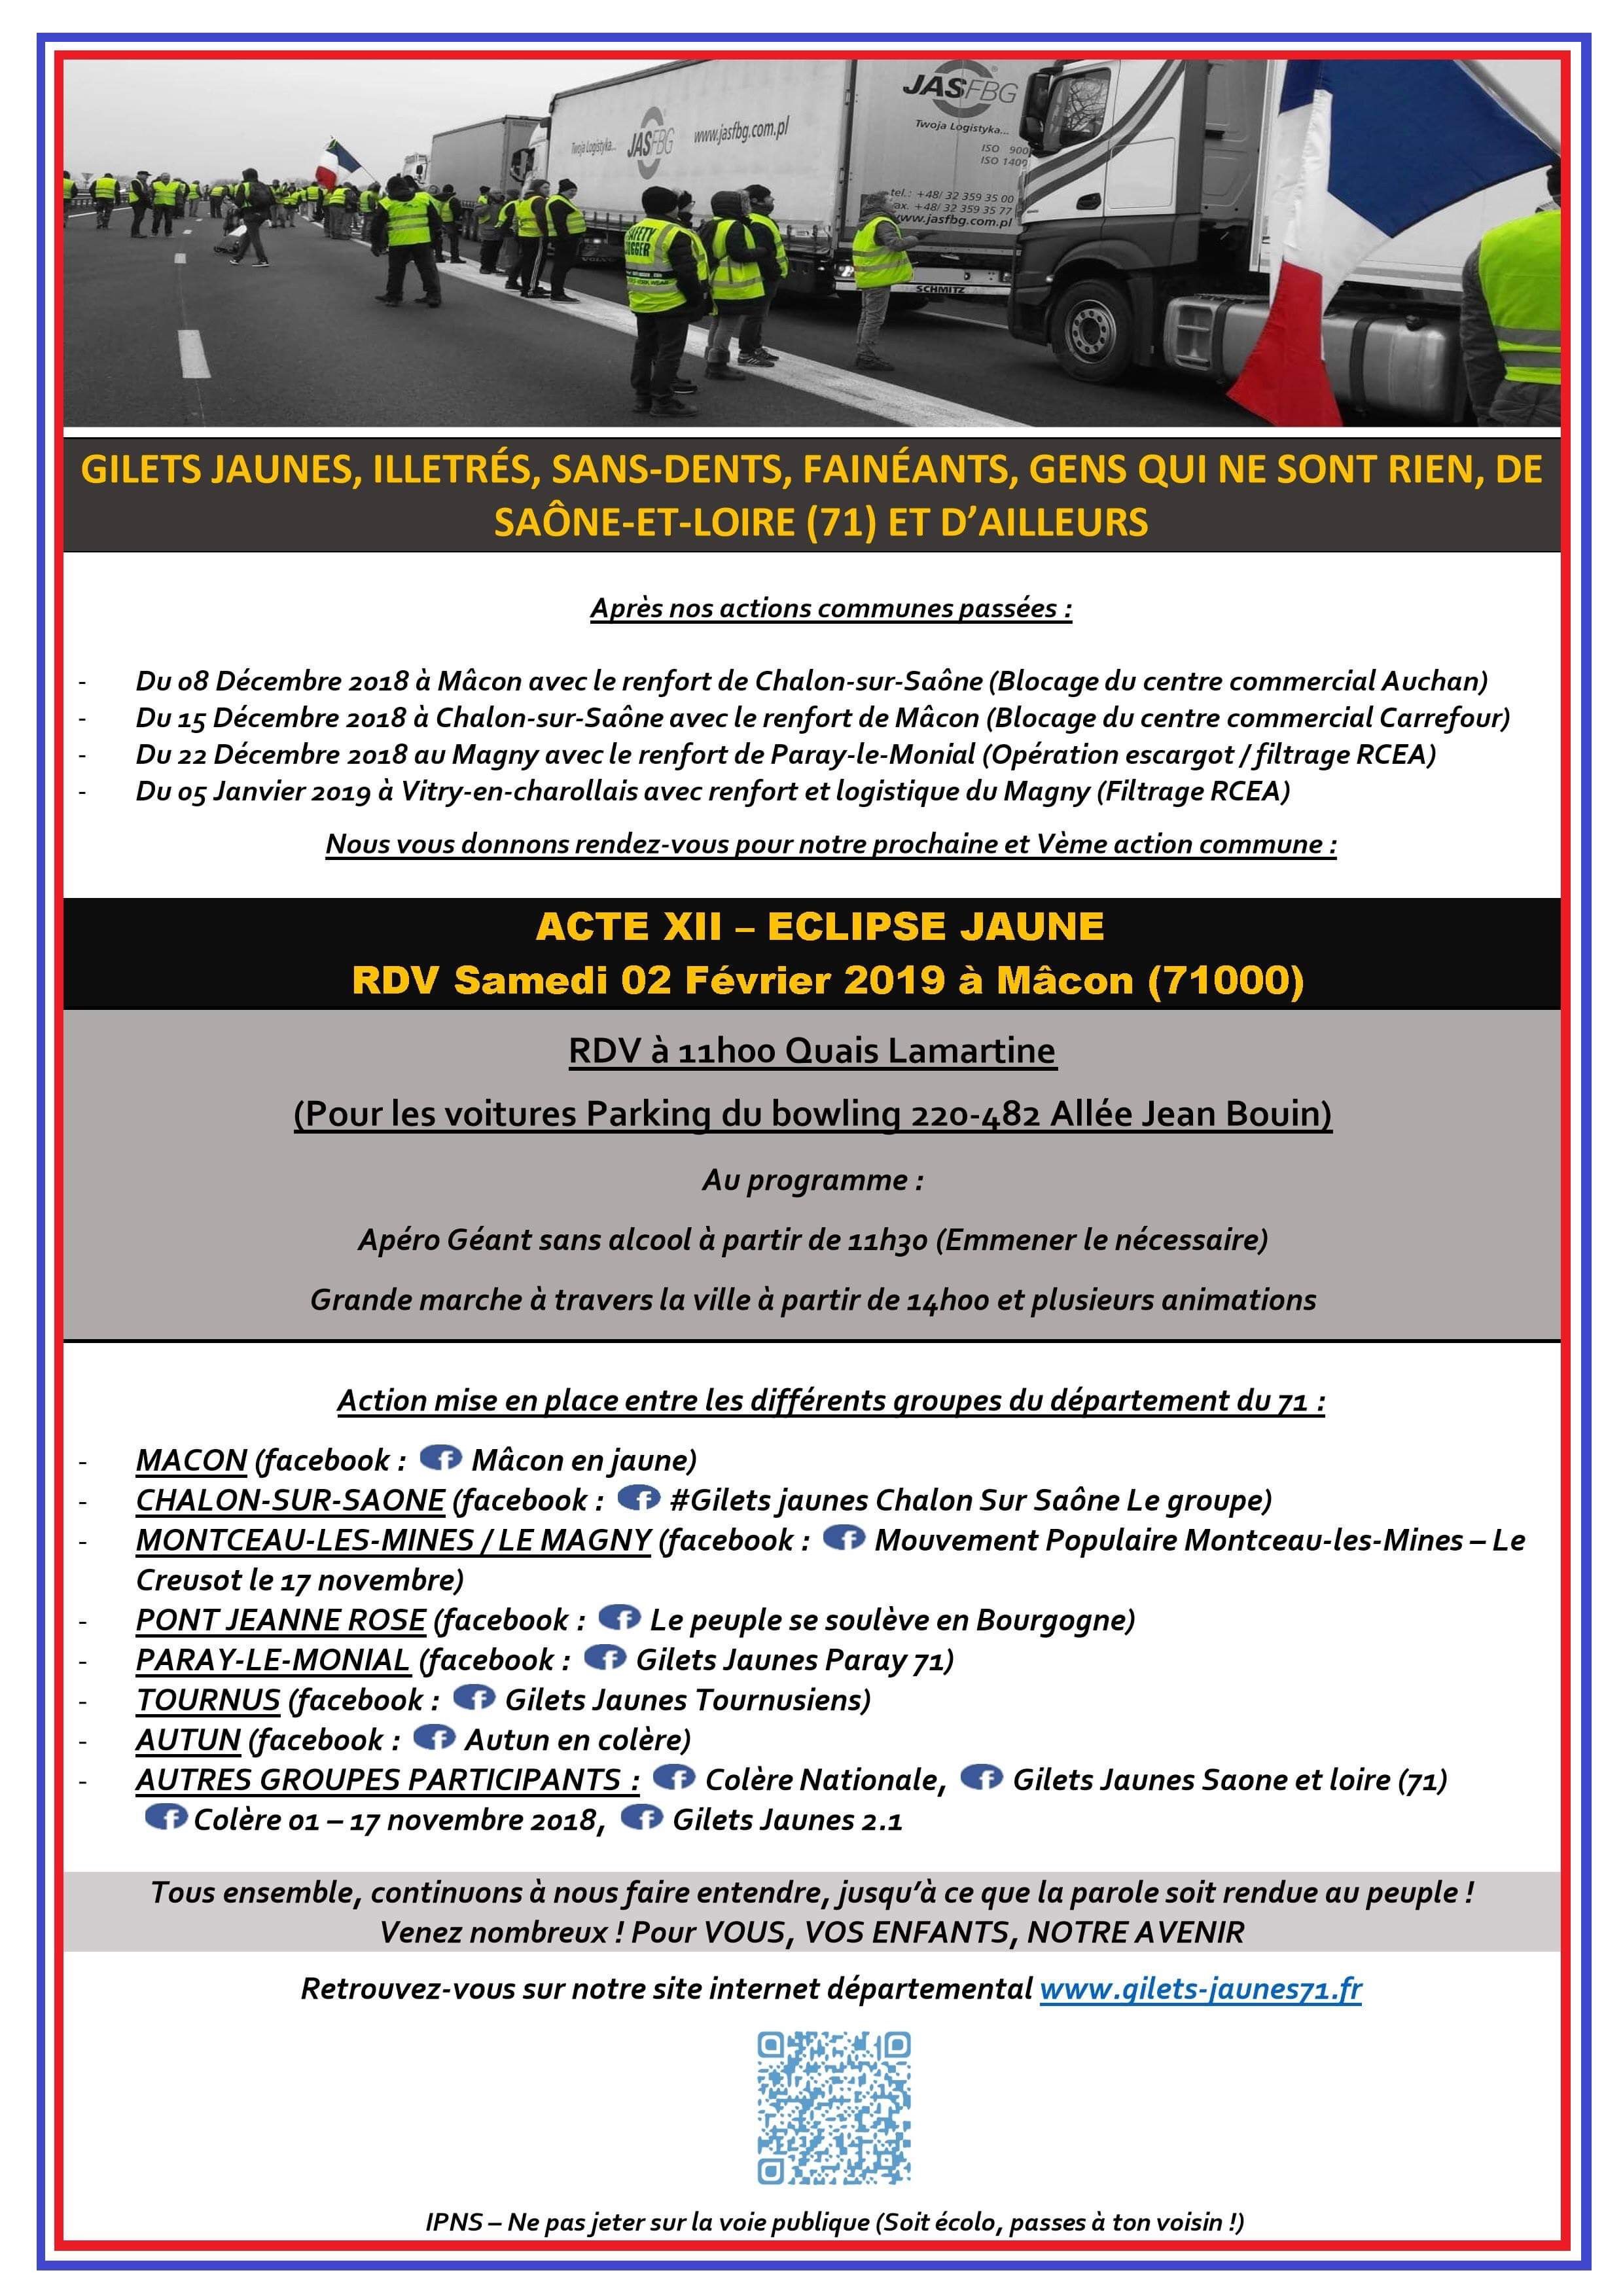 JASFBG
Twoja Logistyka...
ISO 900
ISO 1400
Twoja Logistyka... JASFBG www.jasfbg.com.pl
tel.: +48/ 32 359 35 00
ax. +48/ 32 359 35 77
www.jasfbg.com.pl
SCHMITZ
GILETS JAUNES, ILLETRÉS, SANS-DENTS, FAINÉANTS, GENS QUI NE SONT RIEN, DE
SAÔNE-ET-LOIRE (71) ET D’AILLEURS
Après nos actions communes passées :
- Du 08 Décembre 2018 à Mâcon avec le renfort de Chalon-sur-Saône (Blocage du centre commercial Auchan)
- Du 15 Décembre 2018 à Chalon-sur-Saône avec le renfort de Mâcon (Blocage du centre commercial Carrefour)
- Du 22 Décembre 2018 au Magny avec le renfort de Paray-le-Monial (Opération escargot / filtrage RCEA)
- Du 05 Janvier 2019 à Vitry-en-charollais avec renfort et logistique du Magny (Filtrage RCEA)
Nous vous donnons rendez-vous pour notre prochaine et Vème action commune :
ACTE XII – ECLIPSE JAUNE
RDV Samedi 02 Février 2019 à Mâcon (71000)
RDV à 11h00 Quais Lamartine
(Pour les voitures Parking du bowling 220-482 Allée Jean Bouin)
Au programme :
Apéro Géant sans alcool à partir de 11h30 (Emmener le nécessaire)
Grande marche à travers la ville à partir de 14h00 et plusieurs animations
Action mise en place entre les différents groupes du département du 71 :
- MACON (facebook : f Mâcon en jaune)
- CHALON-SUR-SAONE (facebook : f #Gilets jaunes Chalon Sur Saône Le groupe)
- MONTCEAU-LES-MINES / LE MAGNY (facebook : f Mouvement Populaire Montceau-les-Mines – Le
Creusot le 17 novembre)
- PONT JEANNE ROSE (facebook : f Le peuple se soulève en Bourgogne)
- PARAY-LE-MONIAL (facebook : f Gilets Jaunes Paray 71)
- TOURNUS (facebook : f Gilets Jaunes Tournusiens)
- AUTUN (facebook : f Autun en colère)
- AUTRES GROUPES PARTICIPANTS : f Colère Nationale, f Gilets Jaunes Saone et loire (71)
f Colère 01 – 17 novembre 2018, f Gilets Jaunes 2.1
Tous ensemble, continuons à nous faire entendre, jusqu’à ce que la parole soit rendue au peuple !
Venez nombreux ! Pour VOUS, VOS ENFANTS, NOTRE AVENIR
Retrouvez-vous sur notre site internet départemental www.gilets-jaunes71.fr
IPNS – Ne pas jeter sur la voie publique (Soit écolo, passes à ton voisin !)